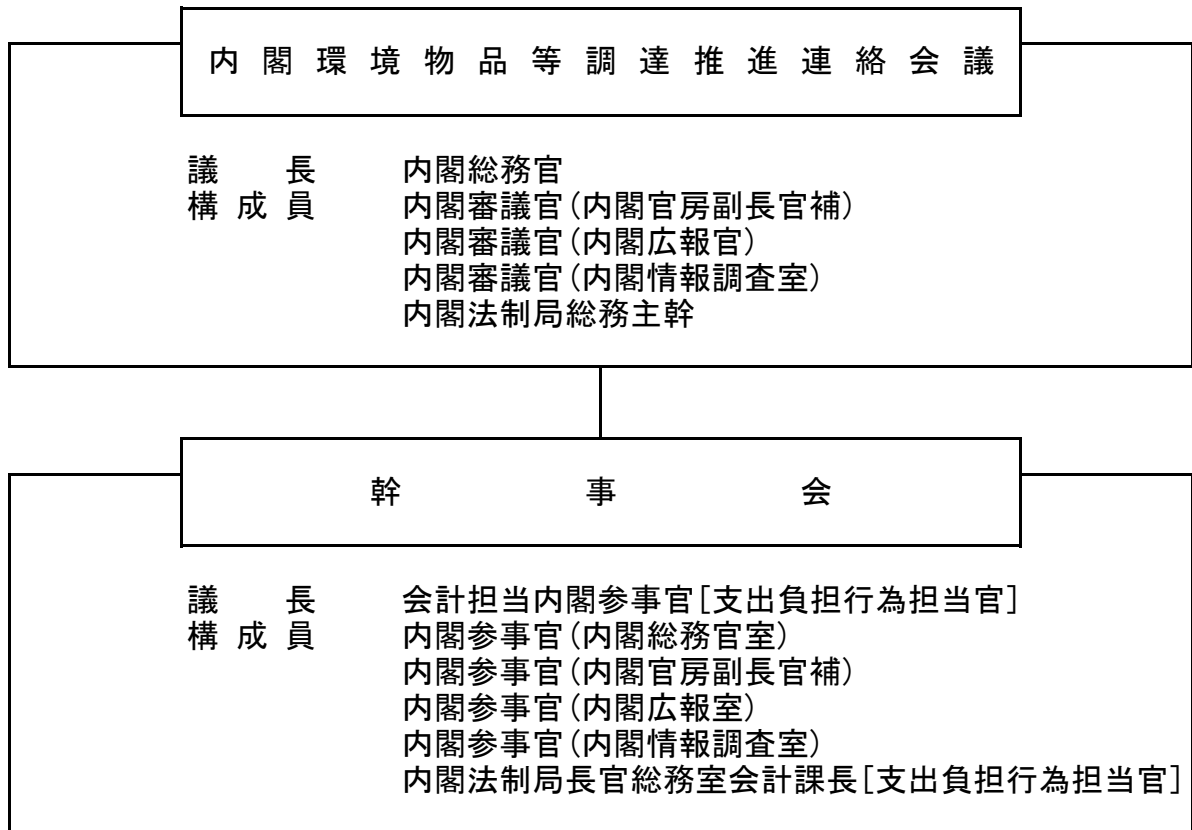 内閣環境物品等調達推進連絡会議
議長 内閣総務官
構成員 内閣審議官(内閣官房副長官補)
内閣審議官(内閣広報官)
内閣審議官(内閣情報調査室)
内閣法制局総務主幹
幹事会
議長 会計担当内閣参事官[支出負担行為担当官]
構成員 内閣参事官(内閣総務官室)
内閣参事官(内閣官房副長官補)
内閣参事官(内閣広報室)
内閣参事官(内閣情報調査室)
内閣法制局長官総務室会計課長[支出負担行為担当官]